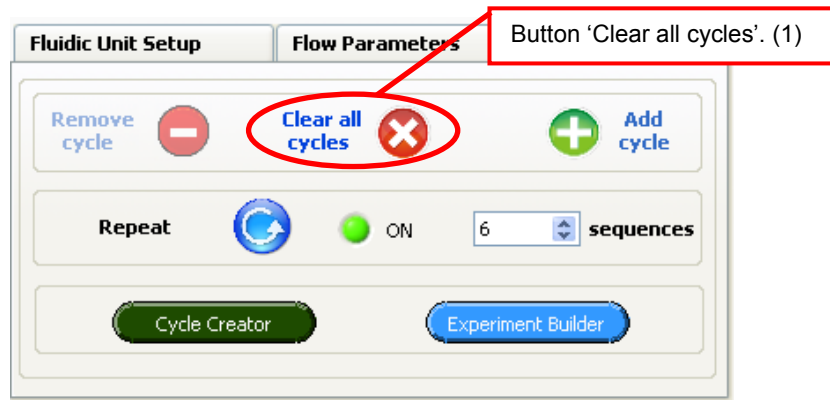 Fluidic Unit Setup
Flow Parameters
Button ‘Clear all cycles’. (1)
Remove
cycle
Clear all
cycles
Add
cycle
Repeat
ON
6
sequences
Cycle Creator
Experiment Builder